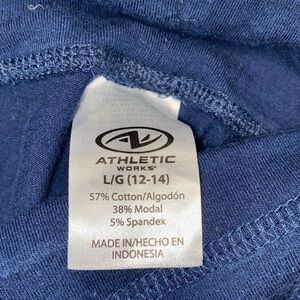 ATHLETIC
WORKS®
L/G (12-14)
57% Cotton/Algodón
38% Modal
5% Spandex
MADE IN/HECHO EN
INDONESIA